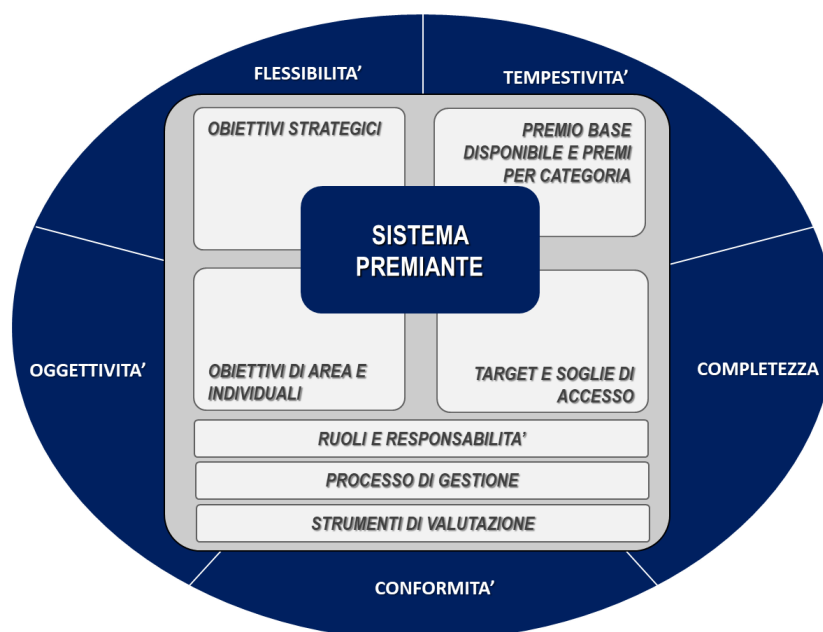 FLESSIBILITA’
TEMPESTIVITA’
OBIETTIVI STRATEGICI
PREMIO BASE
DISPONIBILE E PREMI
PER CATEGORIA
SISTEMA
PREMIANTE
OGGETTIVITA’
COMPLETEZZA
OBIETTIVI DI AREA E
INDIVIDUALI
TARGET E SOGLIE DI
ACCESSO
RUOLI E RESPONSABILITA’
PROCESSO DI GESTIONE
STRUMENTI DI VALUTAZIONE
CONFORMITA’